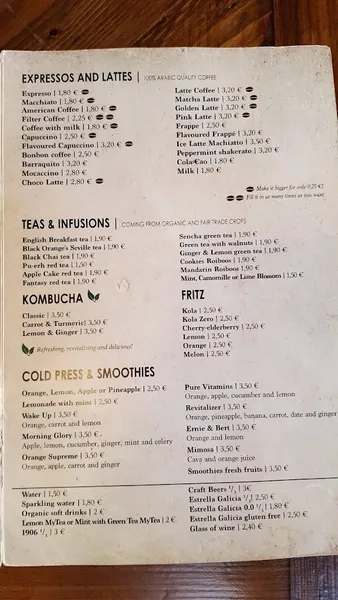 EXPRESSOS AND LATTES | 100% ARABIC QUALITY COFFEE
Expresso | 1,80 €
Macchiato | 1,80 €
American Coffee | 1,80 €
Filter Coffee | 2,25 €
Coffee with milk | 1,80 €
Capuccino | 2,50 €
Flavoured Capuccino | 3,20 €
Bonbon coffee | 2,50 €
Barraquito | 3,20 €
Mocaccino | 2,80 €
Choco Latte | 2,80 €
Latte Coffee | 3,20 €
Matcha Latte | 3,20 €
Golden Latte | 3,20 €
Pink Latte | 3,20 €
Frappe | 2,50 €
Flavoured Frappé | 3,20 €
Ice Latte Machiatto | 3,50 €
Peppermint shakerato | 3,20 €
ColaCao | 1,80 €
Milk | 1,80 €
Make it bigger for only 0,25 €!
Fill it in as many times as you want
TEAS & INFUSIONS | COMING FROM ORGANIC AND FAIR TRADE CROPS
English Breakfast tea | 1,90 €
Black Orange's Seville tea | 1,90 €
Black Chai tea | 1,90 €
Pu-erh red tea | 1,50 €
Apple Cake red tea | 1,90 €
Fantasy red tea | 1,90 €
Sencha green tea | 1,90 €
Green tea with walnuts | 1,90 €
Ginger & Lemon green tea | 1,90 €
Cookies Roiboos | 1,90 €
Mandarin Roiboos 1,90 €
Mint, Camomille or Lime Blossom | 1,50 €
KOMBUCHA
Classic | 3,50 €
Carrot & Turmeric| 3,50 €
Lemon & Ginger | 3,50 €
Refreshing, revitalizing and delicious!
FRITZ
Kola | 2,50 €
Kola Zero | 2,50 €
Cherry-elderberry | 2,50 €
Lemon | 2,50 €
Orange | 2,50 €
Melon | 2,50 €
COLD PRESS & SMOOTHIES
Orange, Lemon, Apple or Pineapple | 2,50 €
Lemonade with mint | 2,50 €
Wake Up | 3,50 €
Orange, carrot and lemon
Morning Glory | 3,50 €
Apple, lemon, cucumber, ginger, mint and celery
Orange Supreme | 3,50 €
Orange, apple, carrot and ginger
Pure Vitamins | 3,50 €
Orange, apple, cucumber and lemon
Revitalizer | 3,50 €
Orange, pineapple, banana, carrot, date and ginger
Ernie & Bert | 3,50 €
Orange and lemon
Mimosa | 3,50 €
Cava and orange juice
Smoothies fresh fruits | 3,50 €
Water | 1,50 €
Sparkling water | 1,80 €
Organic soft drinks | 2 €
Lemon MyTea or Mint with Green Tea MyTea | 2 €
1906 1/3 | 3€
Craft Beers 1/3 | 3€
Estrella Galicia 1/3| 2,50 €
Estrella Galicia 0.0 1/3 | 1,80 €
Estrella Galicia gluten free | 2,50 €
Glass of wine | 2,40 €